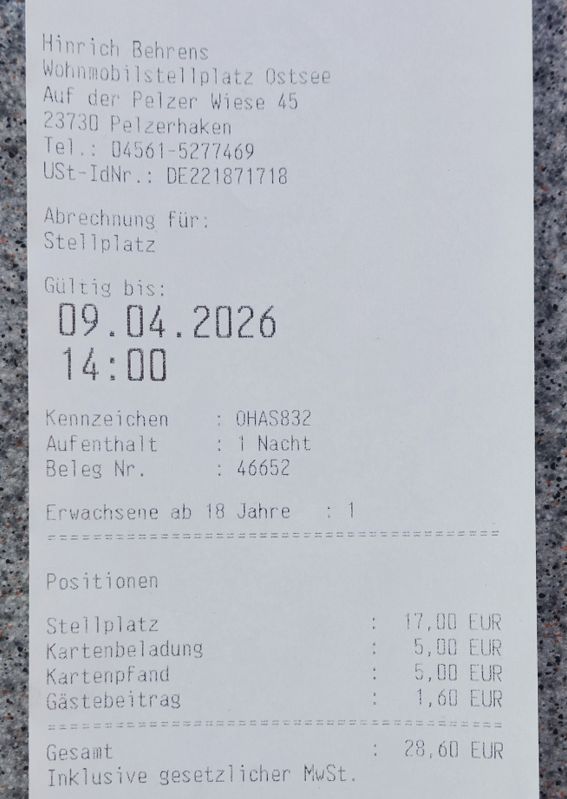 Hinrich Behrens
Wohnmobilstellplatz Ostsee
Auf der Pelzer Wiese 45
23730 Pelzerhaken
Tel.: 04561-5277469
USt-IdNr.: DE221871718
Abrechnung für:
Stellplatz
Gültig bis:
09.04.2026
14:00
Kennzeichen : OHAS832
Aufenthalt : 1 Nacht
Beleg Nr. : 46652
Erwachsene ab 18 Jahre : 1
================================================
Positionen
Stellplatz : 17,00 EUR
Kartenbeladung : 5,00 EUR
Kartenpfand : 5,00 EUR
Gästebeitrag : 1,60 EUR
================================================
Gesamt : 28,60 EUR
Inklusive gesetzlicher MwSt.